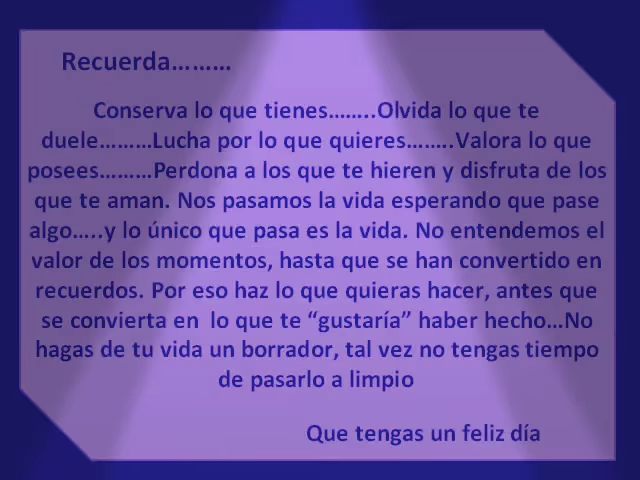 Recuerda………
Conserva lo que tienes……..Olvida lo que te
duele………Lucha por lo que quieres……..Valora lo que
posees………Perdona a los que te hieren y disfruta de los
que te aman. Nos pasamos la vida esperando que pase
algo…..y lo único que pasa es la vida. No entendemos el
valor de los momentos, hasta que se han convertido en
recuerdos. Por eso haz lo que quieras hacer, antes que
se convierta en  lo que te “gustaría” haber hecho…No
hagas de tu vida un borrador, tal vez no tengas tiempo
de pasarlo a limpio
Que tengas un feliz día